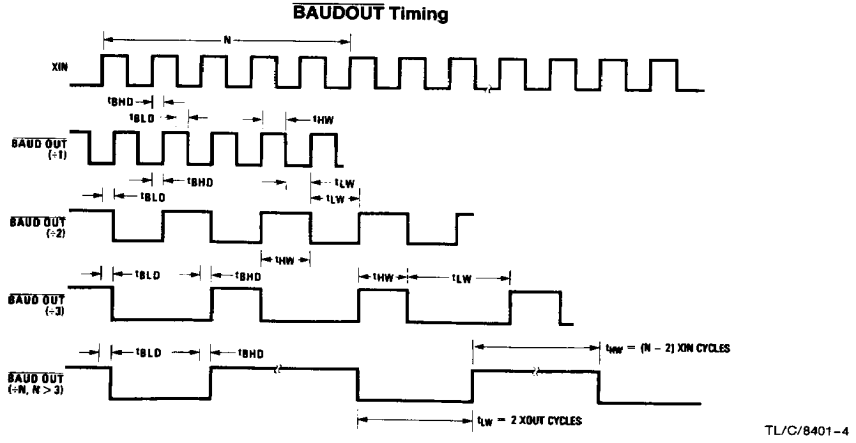 BAUDOUT Timing
N
XIN
tBHD
tBLD
tHW
BAUD OUT
(÷1)
tBHD
tLW
tBLD
tLW
BAUD OUT
(÷2)
tHW
tBLD
tBHD
tHW
tLW
BAUD OUT
(÷3)
tBLD
tBHD
tHW = (N – 2) XIN CYCLES
BAUD OUT
(÷N, N > 3)
tLW = 2 XOUT CYCLES
TL/C/8401–4